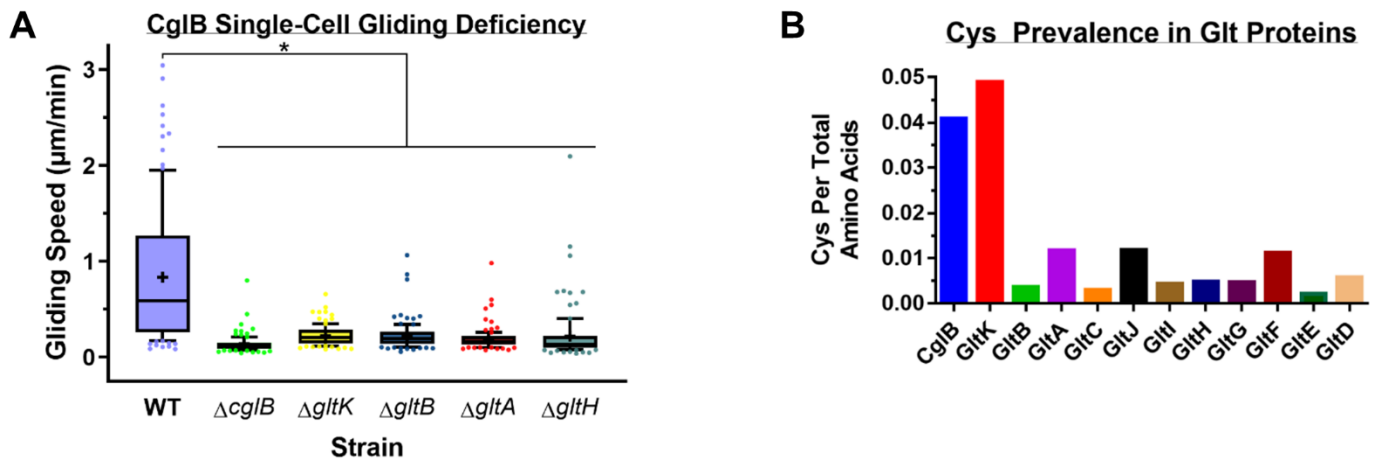 A
CglB Single-Cell Gliding Deficiency
*
3
2
1
0
Gliding Speed (µm/min)
WT
ΔcglB
ΔgltK
ΔgltB
ΔgltA
ΔgltH
Strain
B
Cys Prevalence in Glt Proteins
0.05
0.04
0.03
0.02
0.01
0.00
Cys Per Total
Amino Acids
CglB
GltK
GltB
GltA
GltC
GltJ
GltI
GltH
GltG
GltF
GltE
GltD